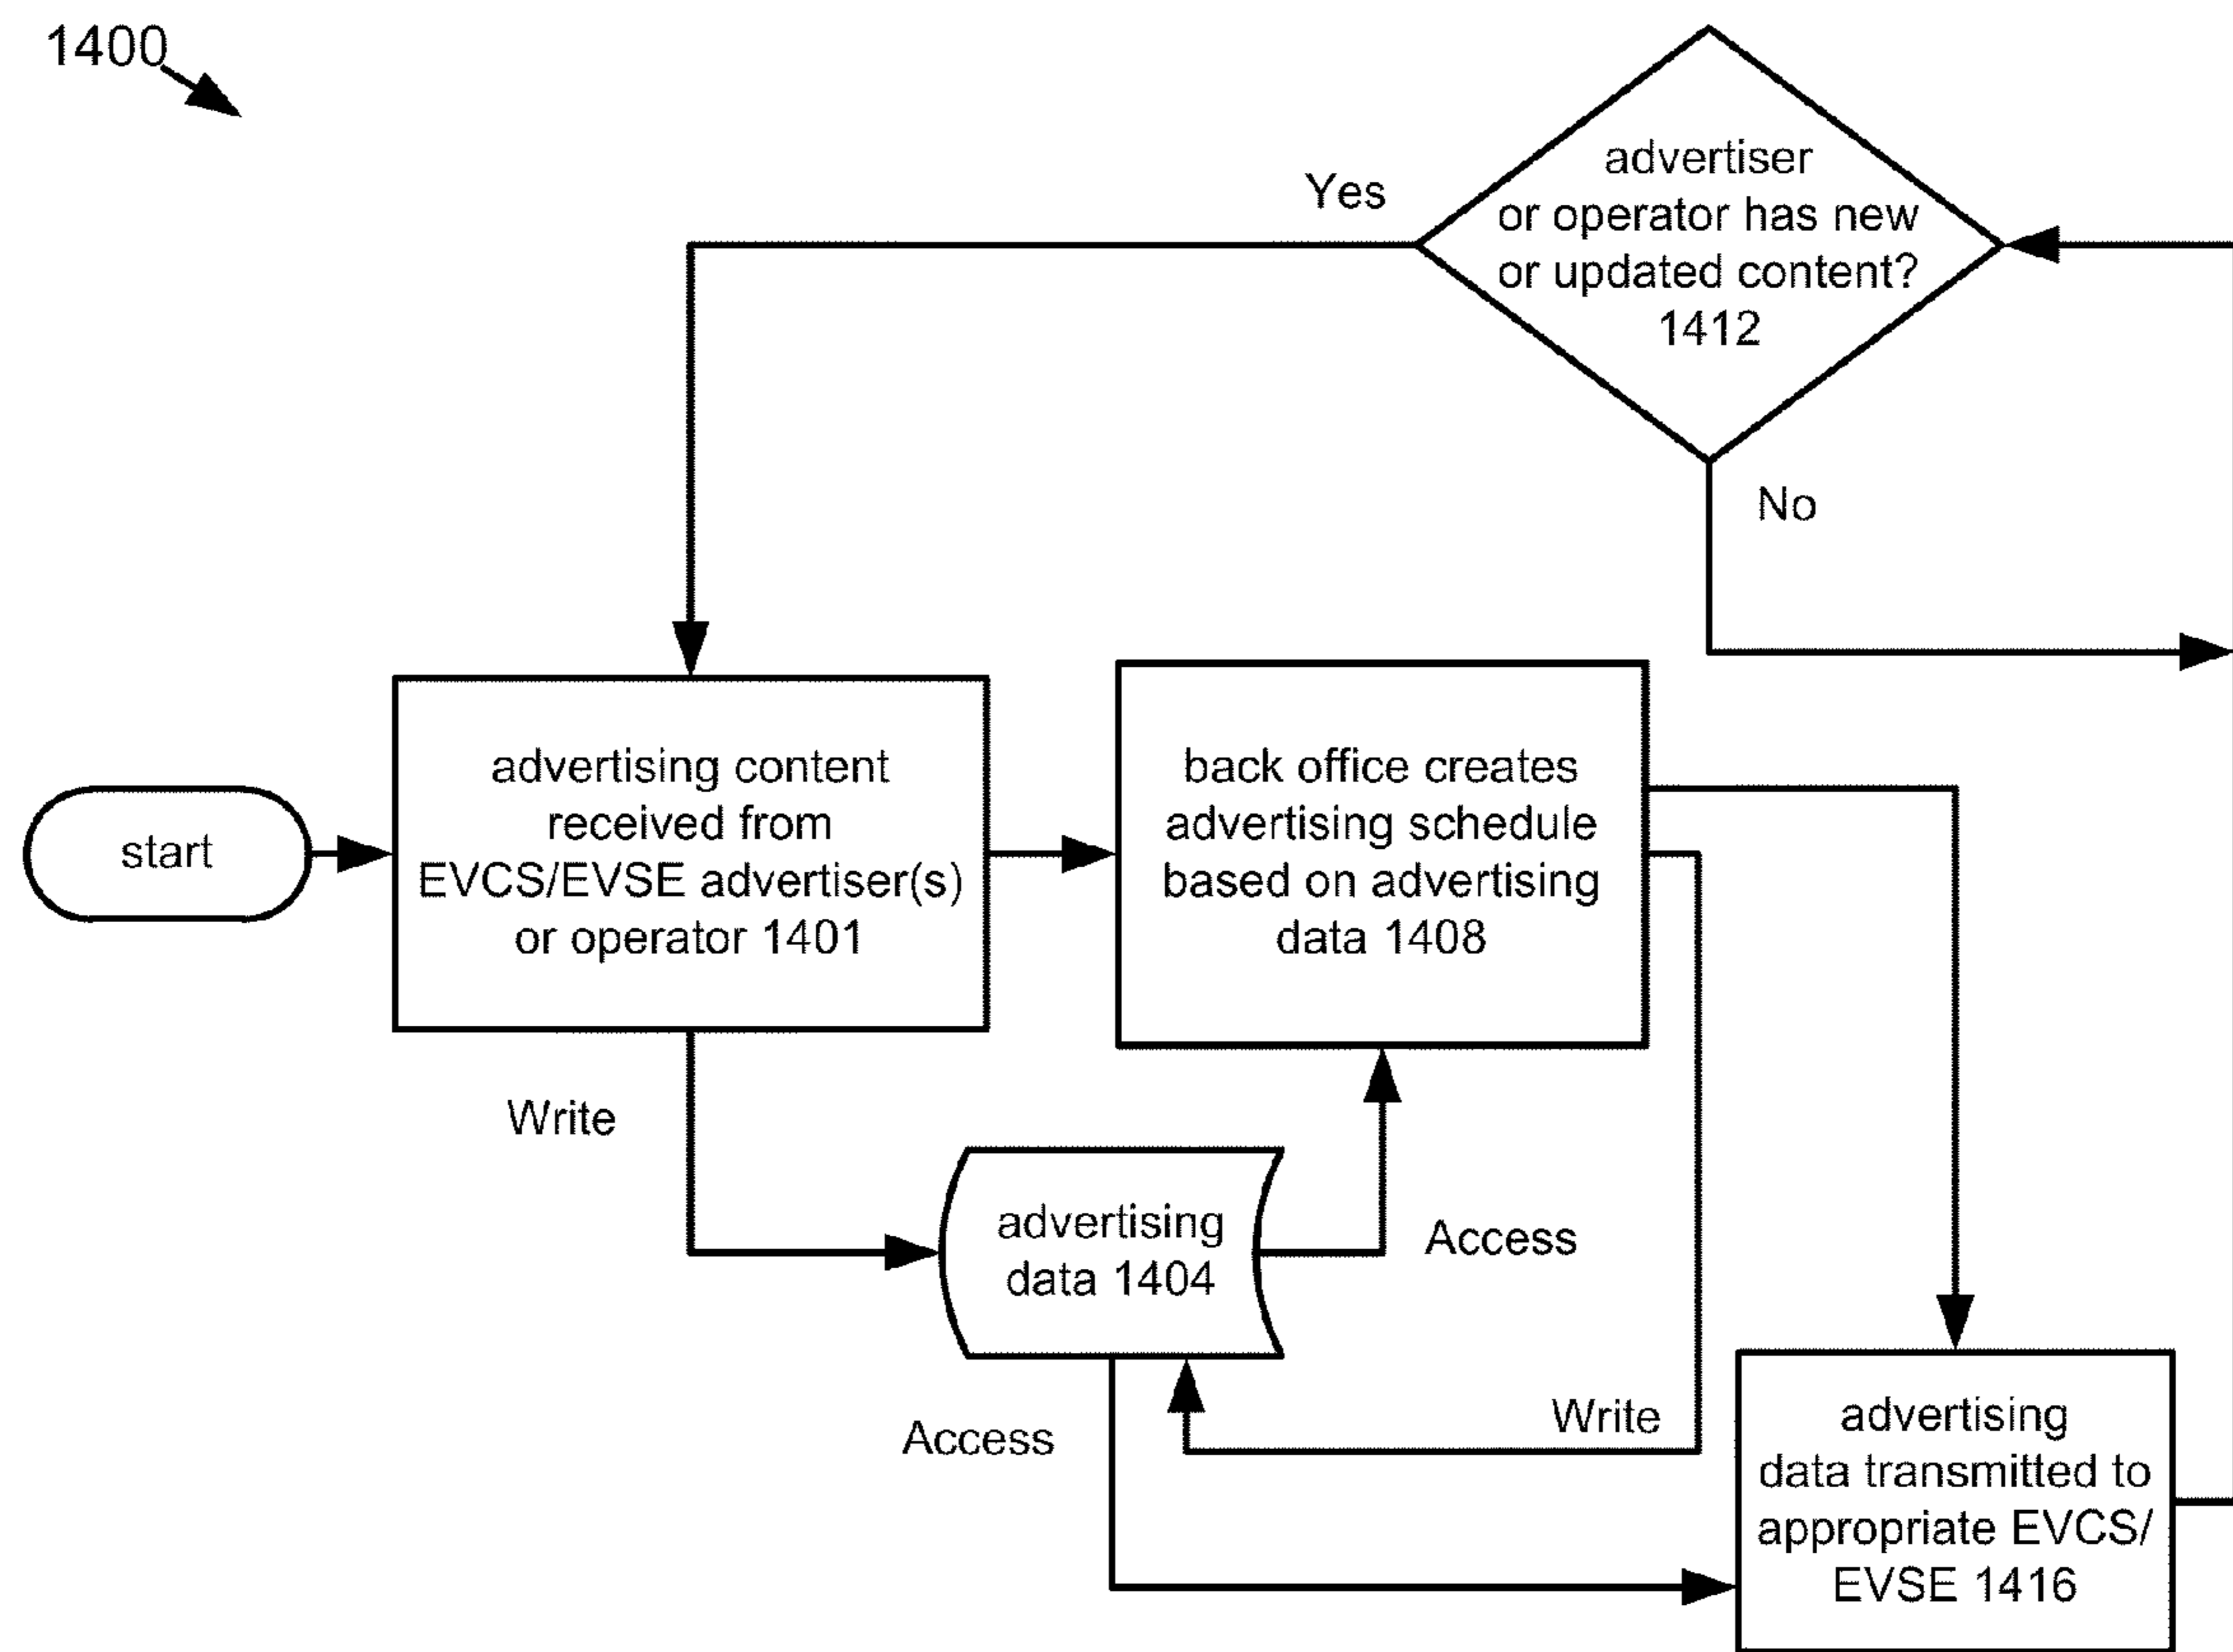 1400
advertiser
or operator has new
or updated content?
1412
Yes
No
start
advertising content
received from
EVCS/EVSE advertiser(s)
or operator 1401
back office creates
advertising schedule
based on advertising
data 1408
Write
advertising
data 1404
Access
Access
Write
advertising
data transmitted to
appropriate EVCS/
EVSE 1416